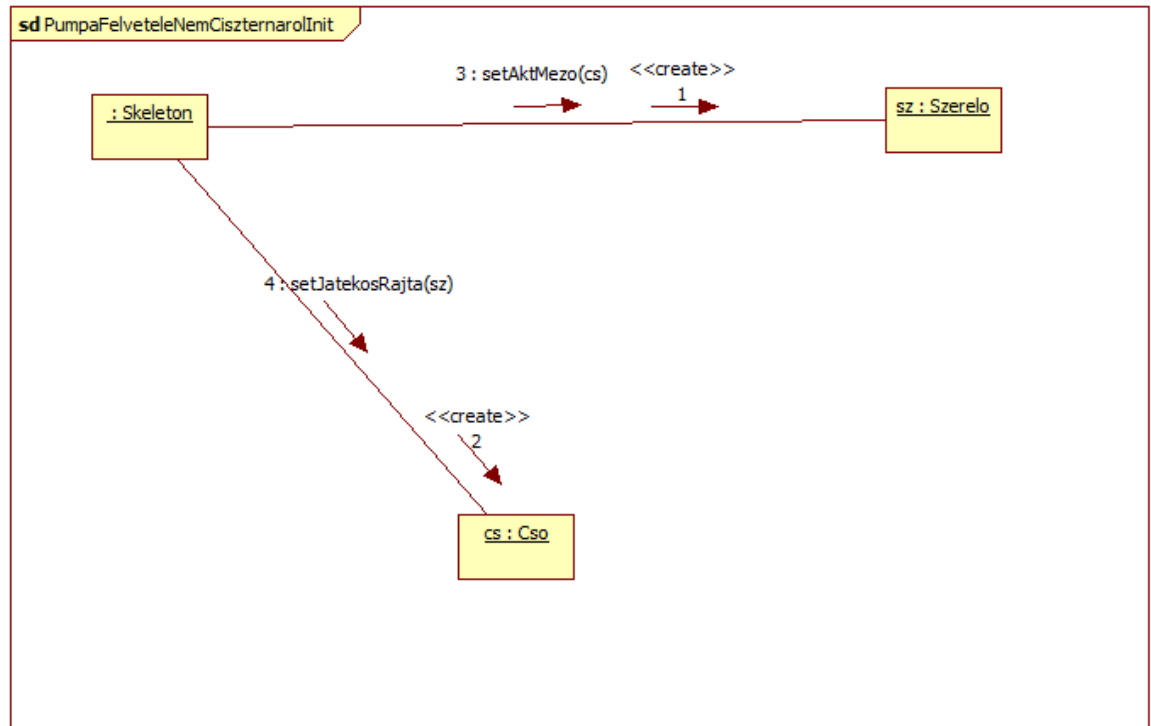 sd PumpaFelveteleNemCiszternarolInit
3 : setAktMezo(cs)
<<create>>
1
: Skeleton
sz : Szerelo
4 : setJatekosRajta(sz)
<<create>>
2
cs : Cso